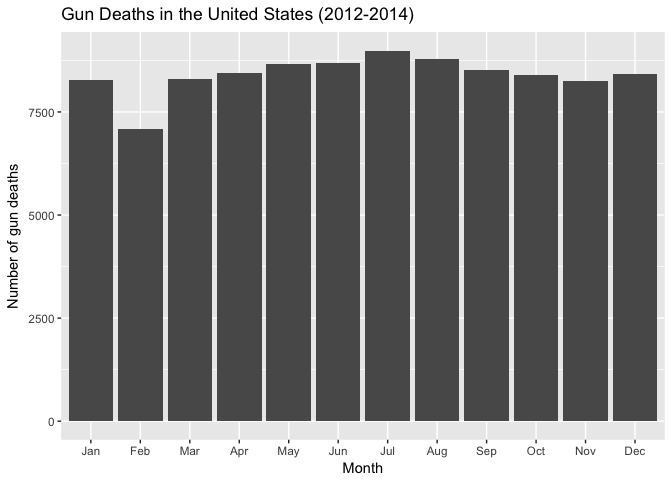 Gun Deaths in the United States (2012-2014)
7500
5000
2500
0
Number of gun deaths
Jan Feb Mar Apr May Jun Jul Aug Sep Oct Nov Dec
Month